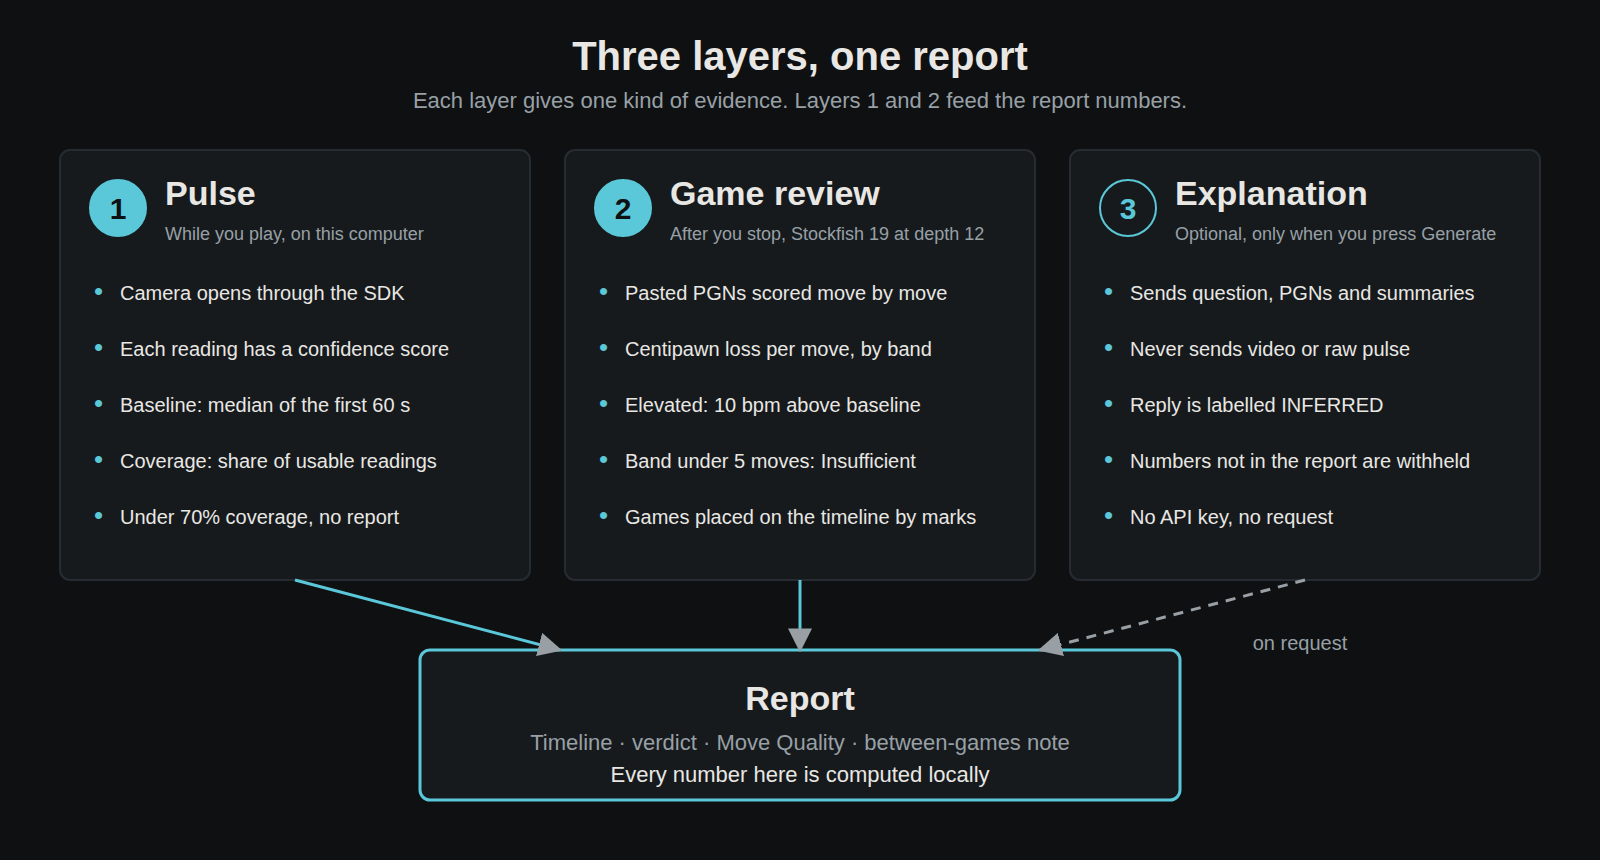 Three layers, one report
Each layer gives one kind of evidence. Layers 1 and 2 feed the report numbers.
1
Pulse
While you play, on this computer
• Camera opens through the SDK
• Each reading has a confidence score
• Baseline: median of the first 60 s
• Coverage: share of usable readings
• Under 70% coverage, no report
2
Game review
After you stop, Stockfish 19 at depth 12
• Pasted PGNs scored move by move
• Centipawn loss per move, by band
• Elevated: 10 bpm above baseline
• Band under 5 moves: Insufficient
• Games placed on the timeline by marks
3
Explanation
Optional, only when you press Generate
• Sends question, PGNs and summaries
• Never sends video or raw pulse
• Reply is labelled INFERRED
• Numbers not in the report are withheld
• No API key, no request
on request
Report
Timeline · verdict · Move Quality · between-games note
Every number here is computed locally